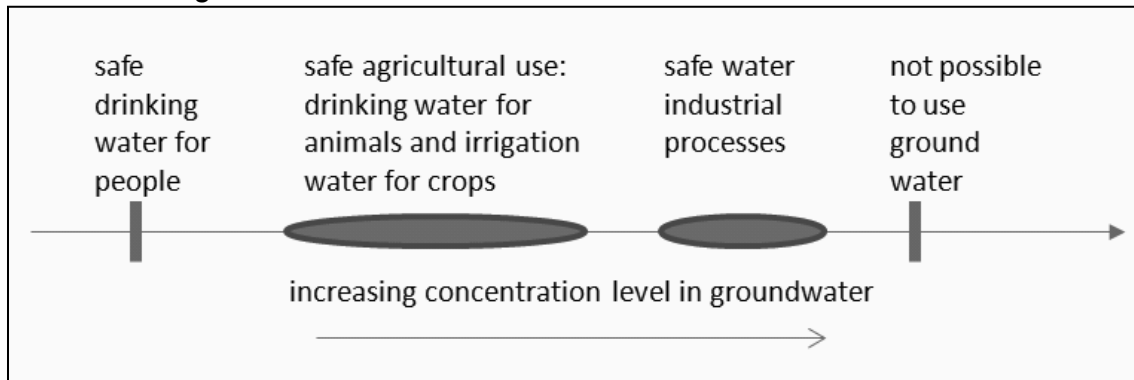 safe
drinking
water for
people
safe agricultural use:
drinking water for
animals and irrigation
water for crops
safe water
industrial
processes
not possible
to use
ground
water
increasing concentration level in groundwater